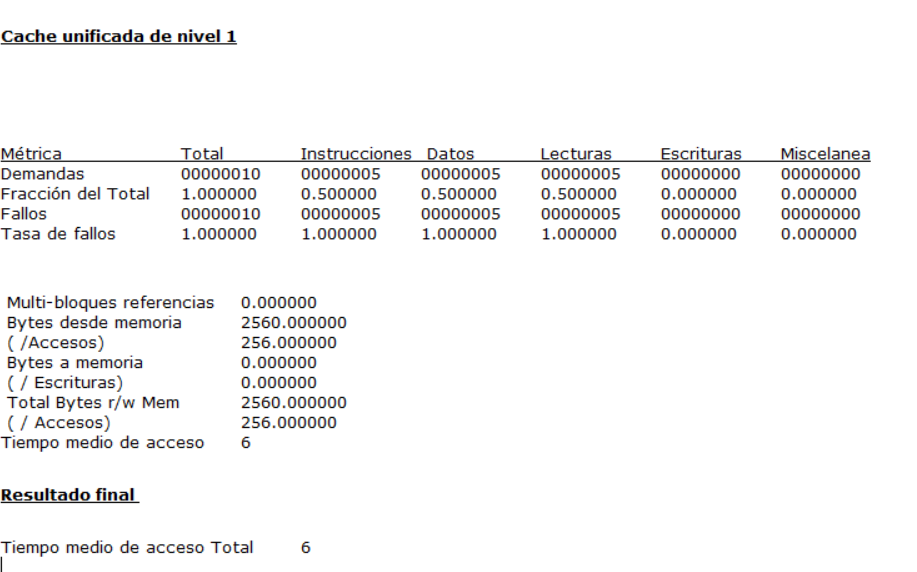 Cache unificada de nivel 1
Métrica Total Instrucciones Datos Lecturas Escrituras Miscelanea
Demandas 00000010 00000005 00000005 00000005 00000000 00000000
Fracción del Total 1.000000 0.500000 0.500000 0.500000 0.000000 0.000000
Fallos 00000010 00000005 00000005 00000005 00000000 00000000
Tasa de fallos 1.000000 1.000000 1.000000 1.000000 0.000000 0.000000
Multi-bloques referencias 0.000000
Bytes desde memoria 2560.000000
( /Accesos) 256.000000
Bytes a memoria 0.000000
( / Escrituras) 0.000000
Total Bytes r/w Mem 2560.000000
( / Accesos) 256.000000
Tiempo medio de acceso 6
Resultado final
Tiempo medio de acceso Total 6